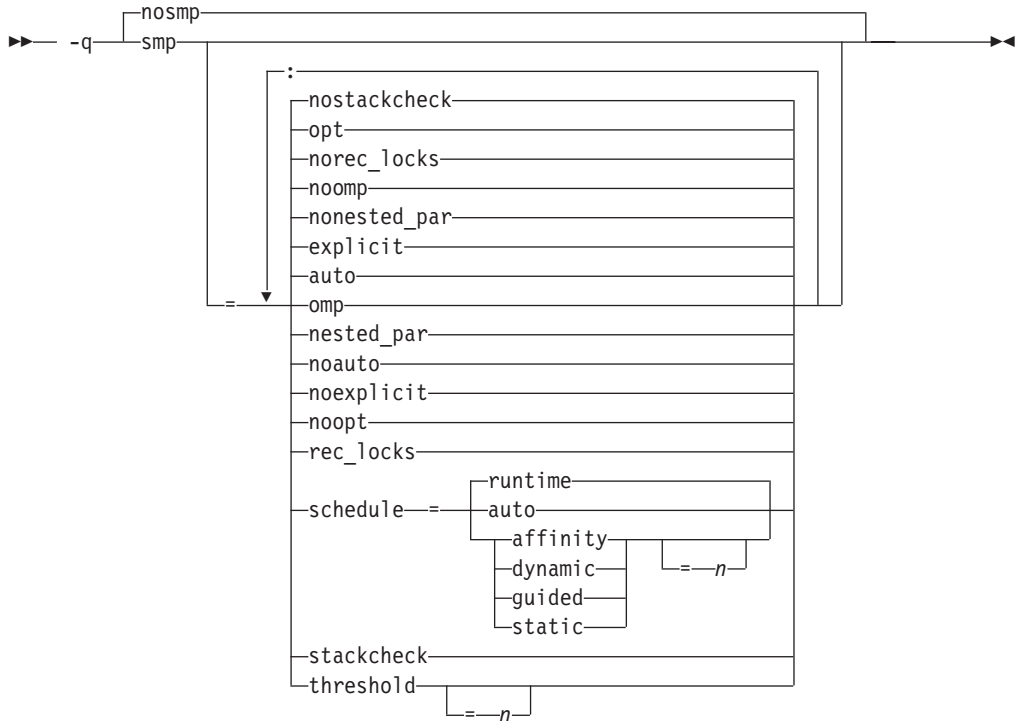 nosmp
-q smp
:
nostackcheck
opt
norec_locks
noomp
nonested_par
explicit
auto
= omp
nested_par
noauto
noexplicit
noopt
rec_locks
runtime
schedule = auto
affinity
dynamic = n
guided
static
stackcheck
threshold
= n